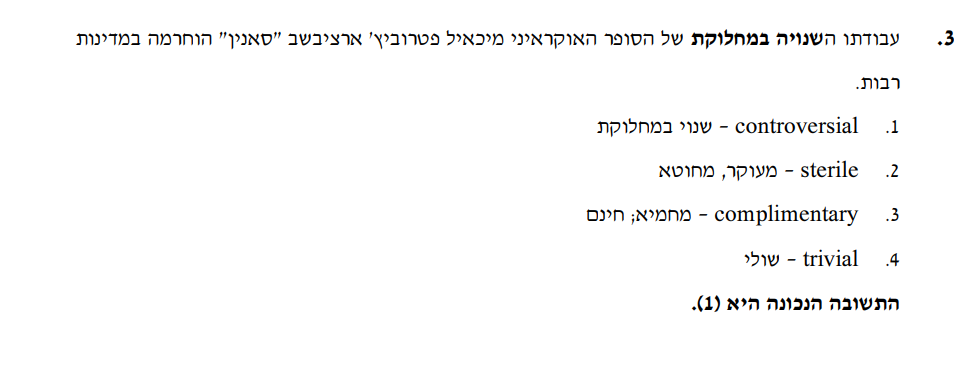 3. עבודתו השנויה במחלוקת של הסופר האוקראיני מיכאיל פטרוביץ' ארציבשב "סאנין" הוחרמה במדינות
רבות.
1. controversial – שנוי במחלוקת
2. sterile – מעוקר, מחוטא
3. complimentary – מחמיא; חינם
4. trivial – שולי
התשובה הנכונה היא (1).